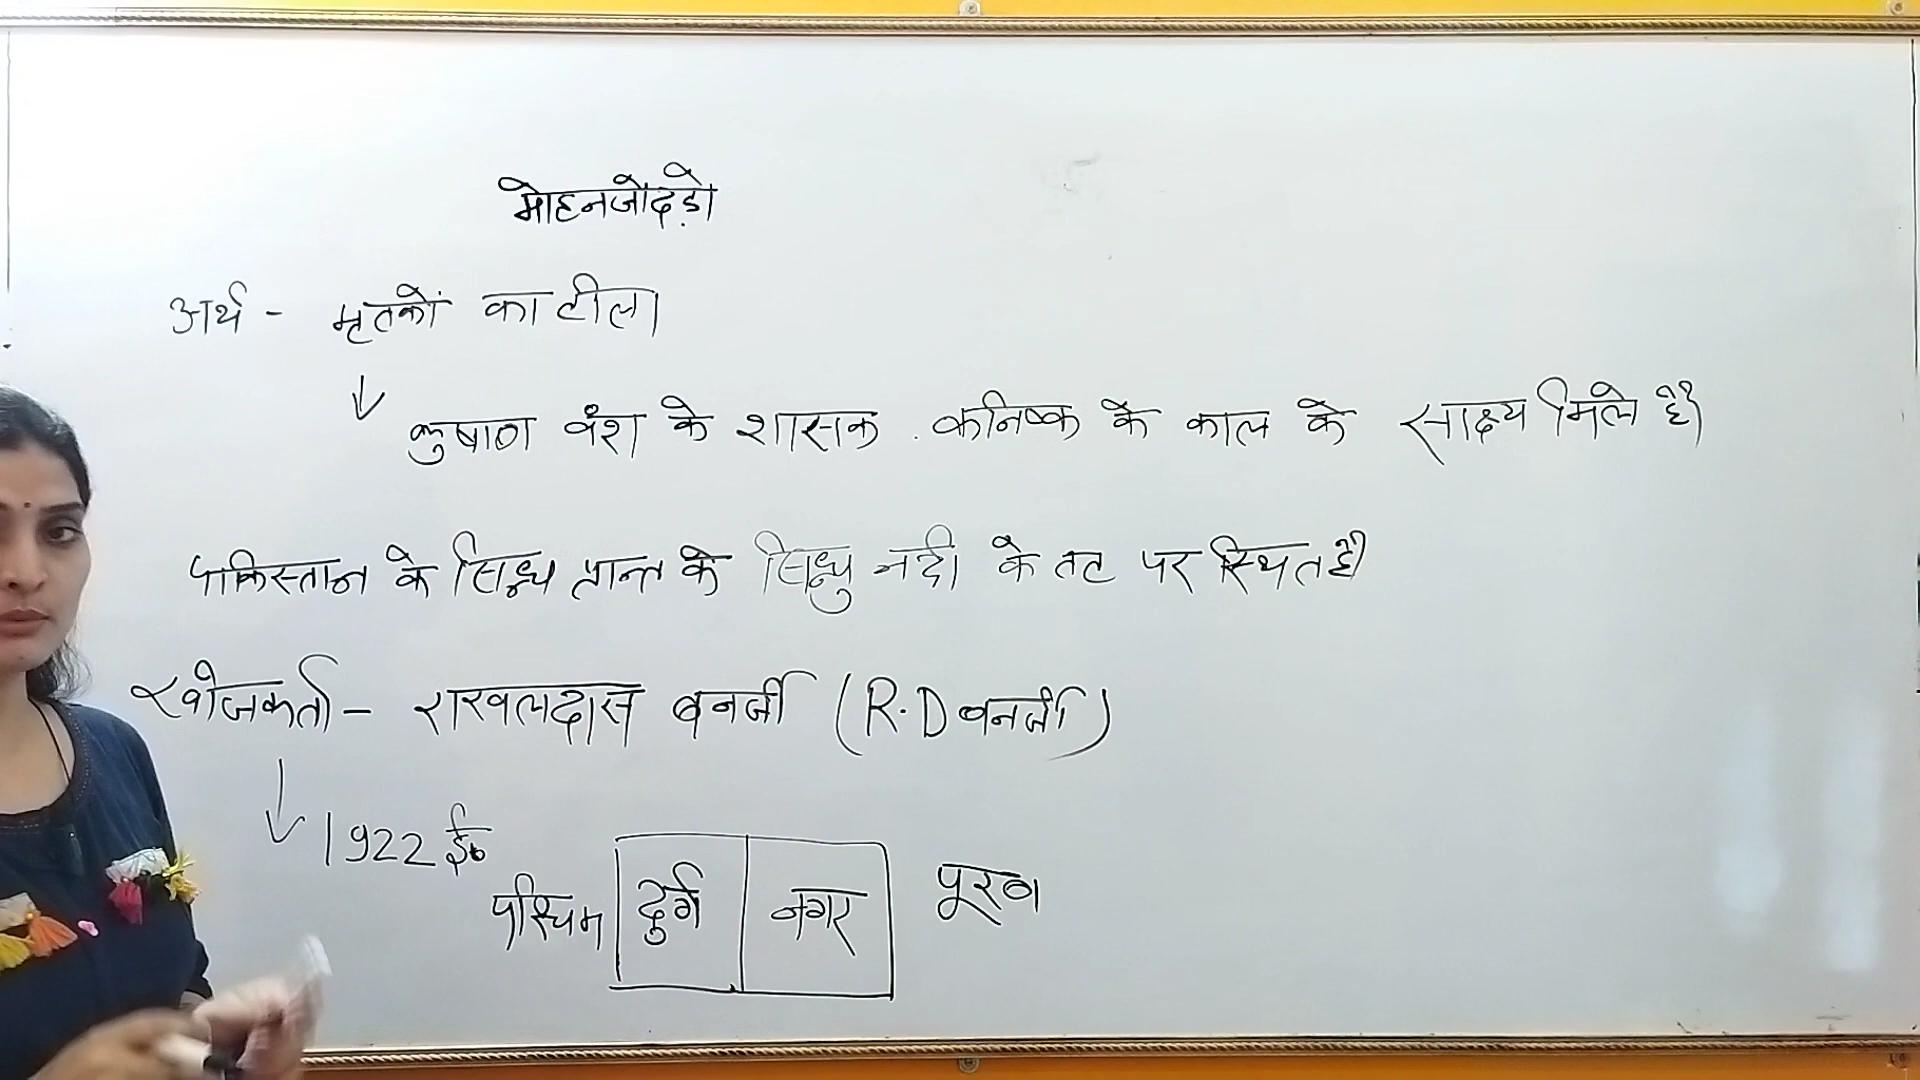 मोहनजोदड़ो
अर्थ - मृतकों का टीला
↓ कुषाण वंश के शासक कनिष्क के काल के साक्ष्य मिले है।
पाकिस्तान के सिन्ध प्रान्त के सिन्धु नदी के तट पर स्थित है।
खोजकर्ता - राखलदास बनर्जी (R.D बनर्जी)
↓ 1922 ई०
पश्चिम दुर्ग नगर पूरब